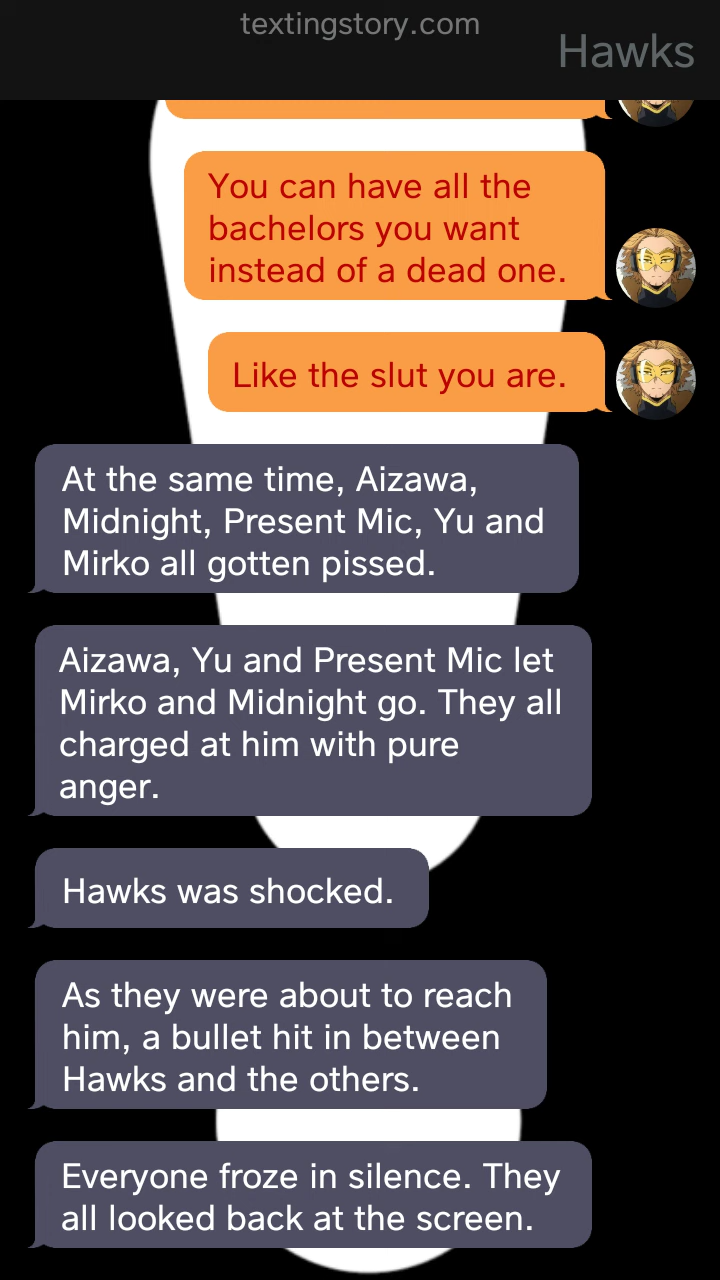 textingstory.com
Hawks
You can have all the
bachelors you want
instead of a dead one.
Like the slut you are.
At the same time, Aizawa,
Midnight, Present Mic, Yu and
Mirko all gotten pissed.
Aizawa, Yu and Present Mic let
Mirko and Midnight go. They all
charged at him with pure
anger.
Hawks was shocked.
As they were about to reach
him, a bullet hit in between
Hawks and the others.
Everyone froze in silence. They
all looked back at the screen.